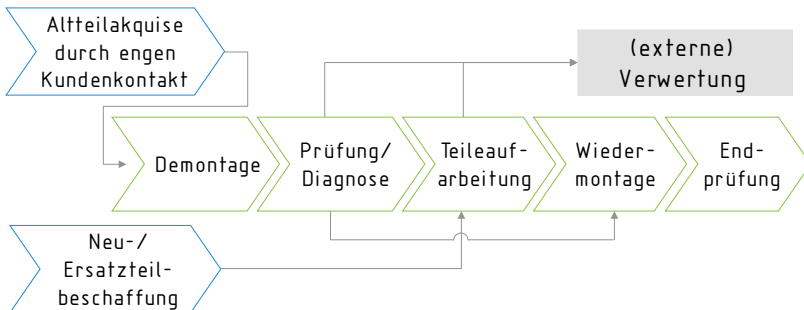 Altteilakquise
durch engen
Kundenkontakt
(externe)
Verwertung
Demontage
Prüfung/
Diagnose
Teileauf-
arbeitung
Wieder-
montage
End-
prüfung
Neu-/
Ersatzteil-
beschaffung